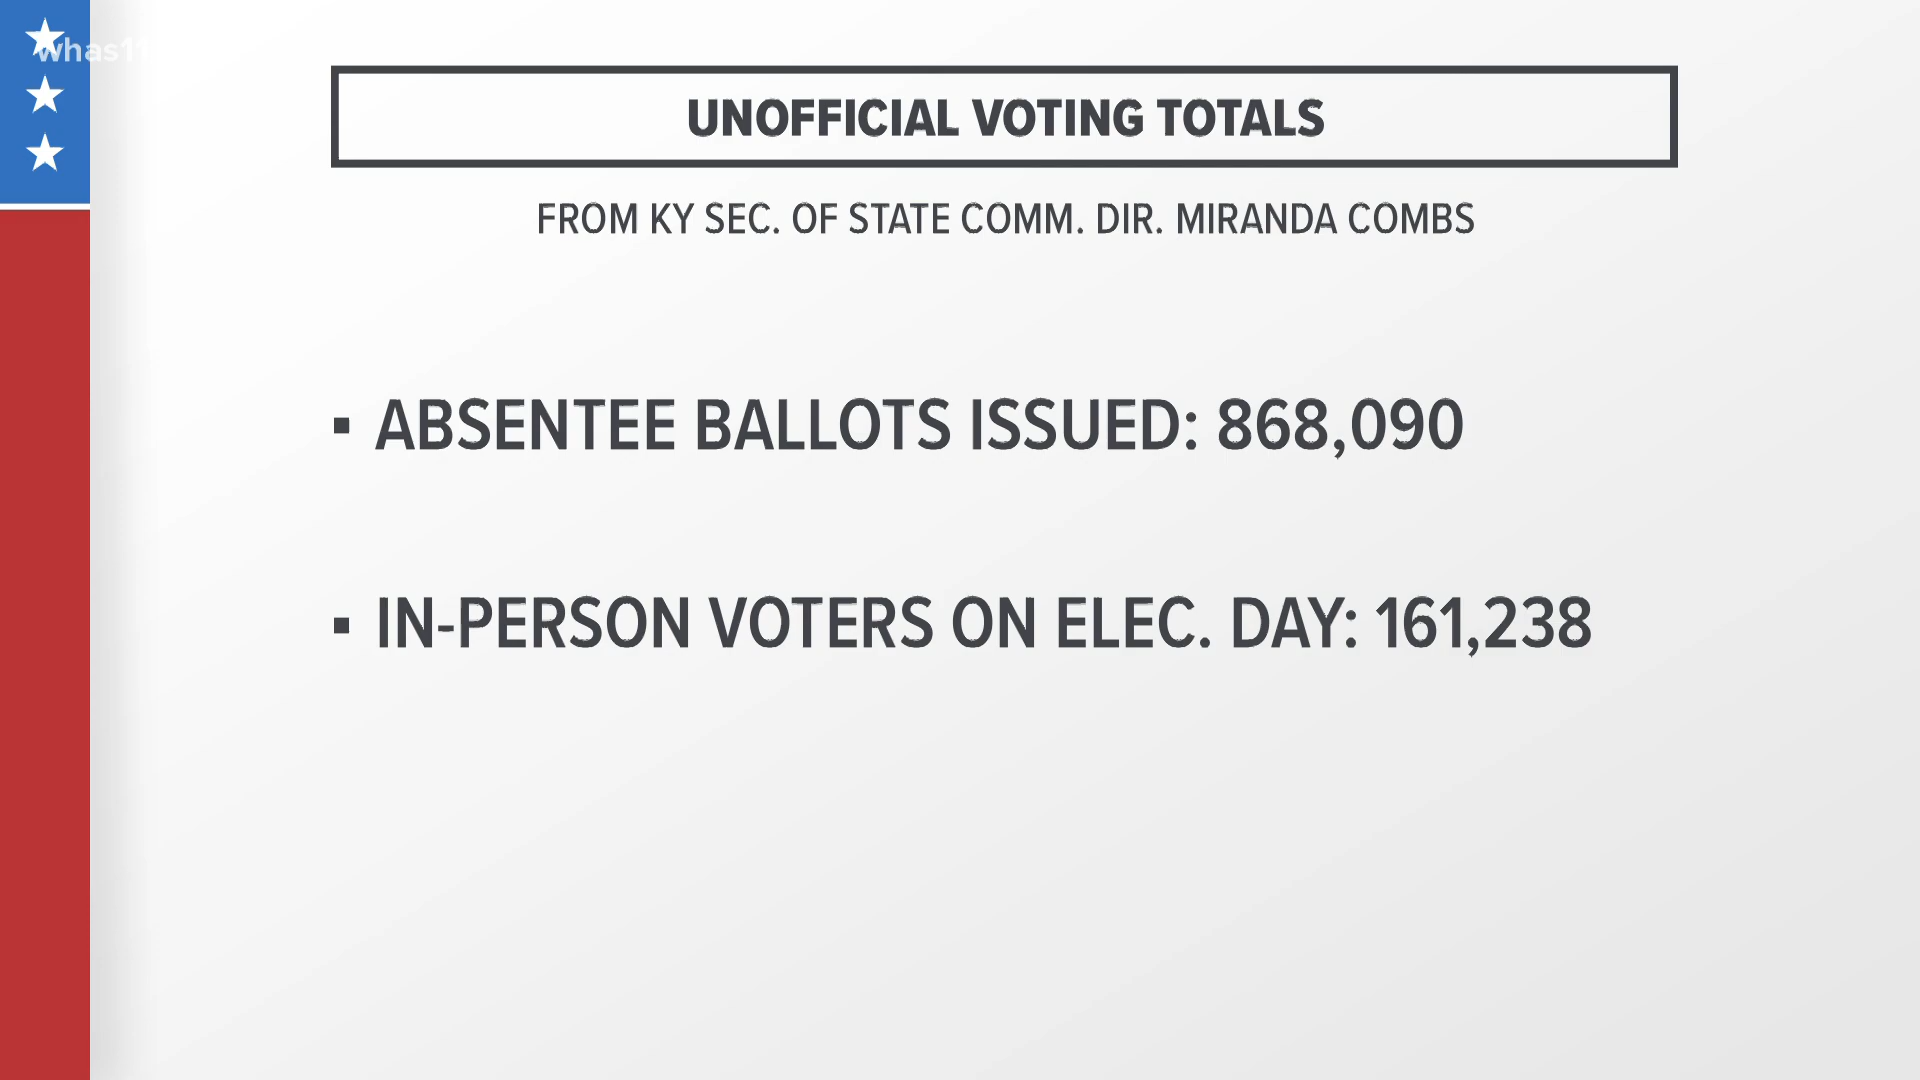 whas11
UNOFFICIAL VOTING TOTALS
FROM KY SEC. OF STATE COMM. DIR. MIRANDA COMBS
▪ ABSENTEE BALLOTS ISSUED: 868,090
▪ IN-PERSON VOTERS ON ELEC. DAY: 161,238